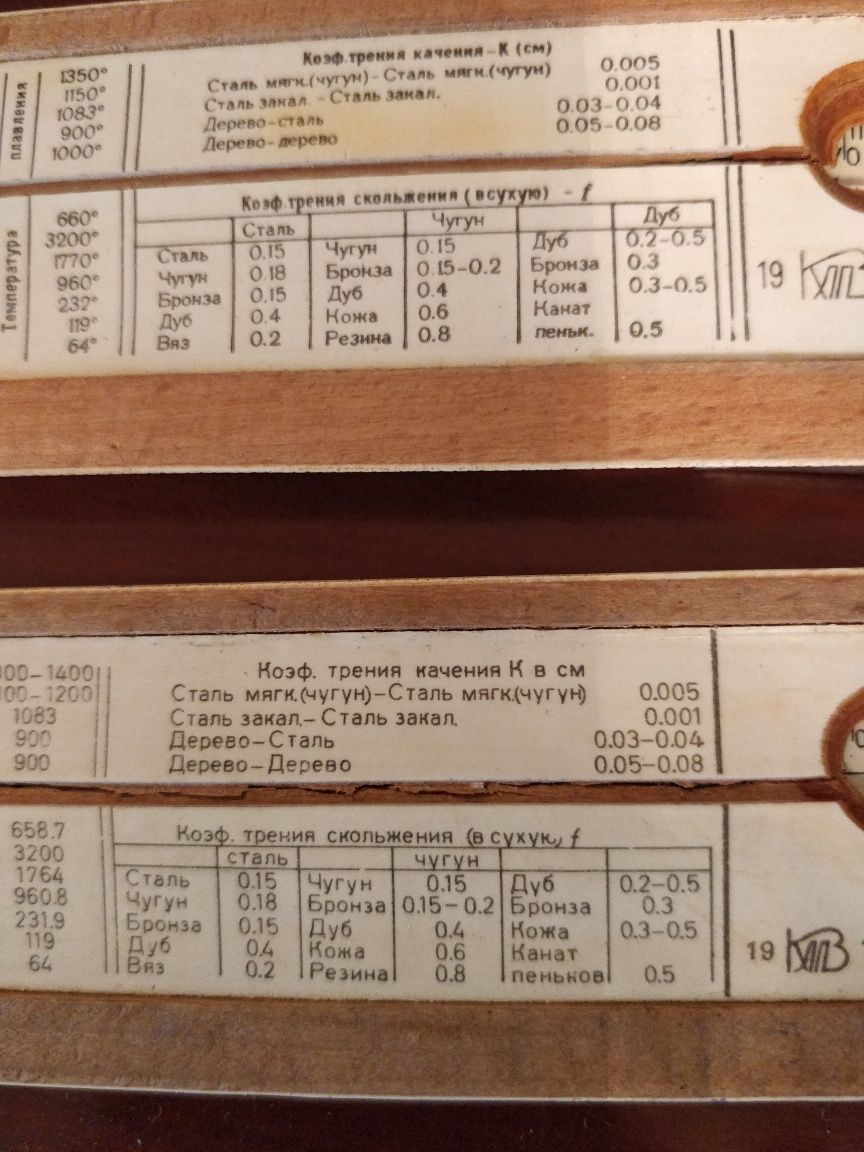 плавления
1350°
1150°
1083°
900°
1000°
Коэф. трения качения - К (см)
Сталь мягк.(чугун) - Сталь мягк.(чугун) 0.005
Сталь закал. - Сталь закал. 0.001
Дерево-сталь 0.03-0.04
Дерево-дерево 0.05-0.08
Температура
660°
3200°
1770°
960°
232°
119°
64°
Коэф.трения скольжения (всухую) - f
Сталь Чугун Дуб
Сталь 0.15 Чугун 0.15 Дуб 0.2-0.5
Чугун 0.18 Бронза 0.15-0.2 Бронза 0.3
Бронза 0.15 Дуб 0.4 Кожа 0.3-0.5
Дуб 0.4 Кожа 0.6 Канат
Вяз 0.2 Резина 0.8 пеньк. 0.5
19
00-1400
00-1200
1083
900
900
Коэф. трения качения К в см
Сталь мягк.(чугун)-Сталь мягк.(чугун) 0.005
Сталь закал.- Сталь закал. 0.001
Дерево-Сталь 0.03-0.04
Дерево-Дерево 0.05-0.08
658.7
3200
1764
960.8
231.9
119
64
Коэф. трения скольжения (в сухую) f
сталь чугун
Сталь 0.15 Чугун 0.15 Дуб 0.2-0.5
Чугун 0.18 Бронза 0.15-0.2 Бронза 0.3
Бронза 0.15 Дуб 0.4 Кожа 0.3-0.5
Дуб 0.4 Кожа 0.6 Канат
Вяз 0.2 Резина 0.8 пеньков 0.5
19